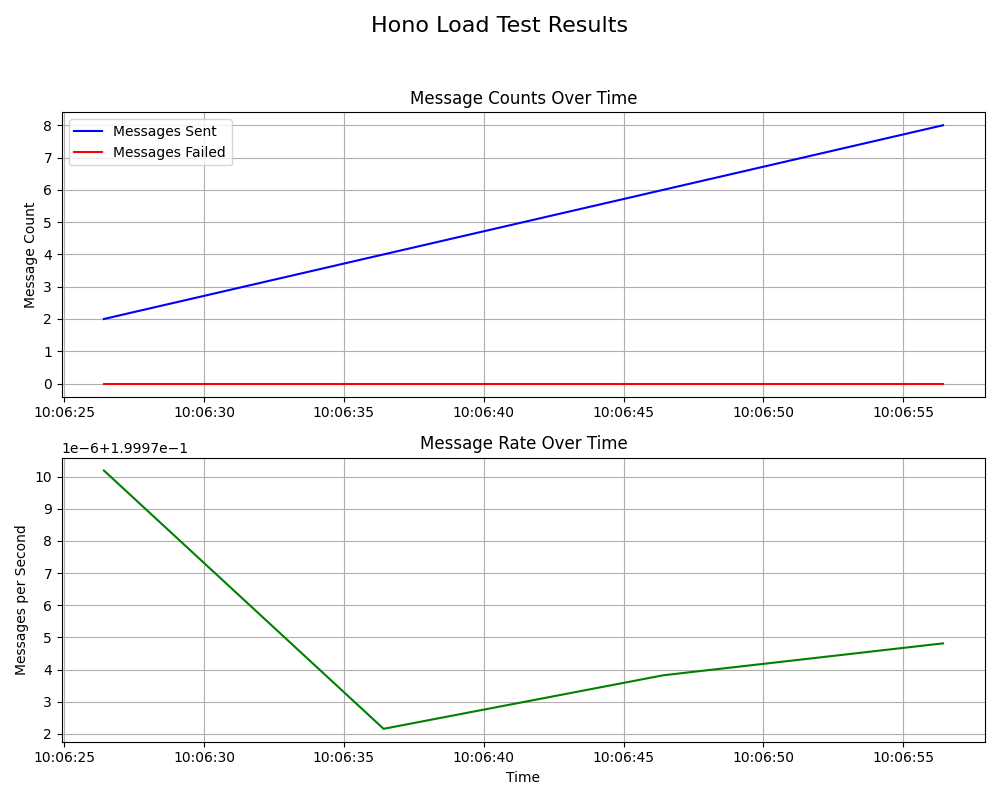 Hono Load Test Results
Message Counts Over Time
Messages Sent
Messages Failed
Message Count
8
7
6
5
4
3
2
1
0
10:06:25 10:06:30 10:06:35 10:06:40 10:06:45 10:06:50 10:06:55
Message Rate Over Time
1e−6+1.9997e−1
Messages per Second
10
9
8
7
6
5
4
3
2
10:06:25 10:06:30 10:06:35 10:06:40 10:06:45 10:06:50 10:06:55
Time